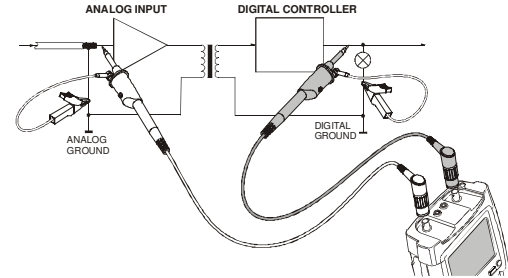 ANALOG INPUT
DIGITAL CONTROLLER
ANALOG
GROUND
DIGITAL
GROUND